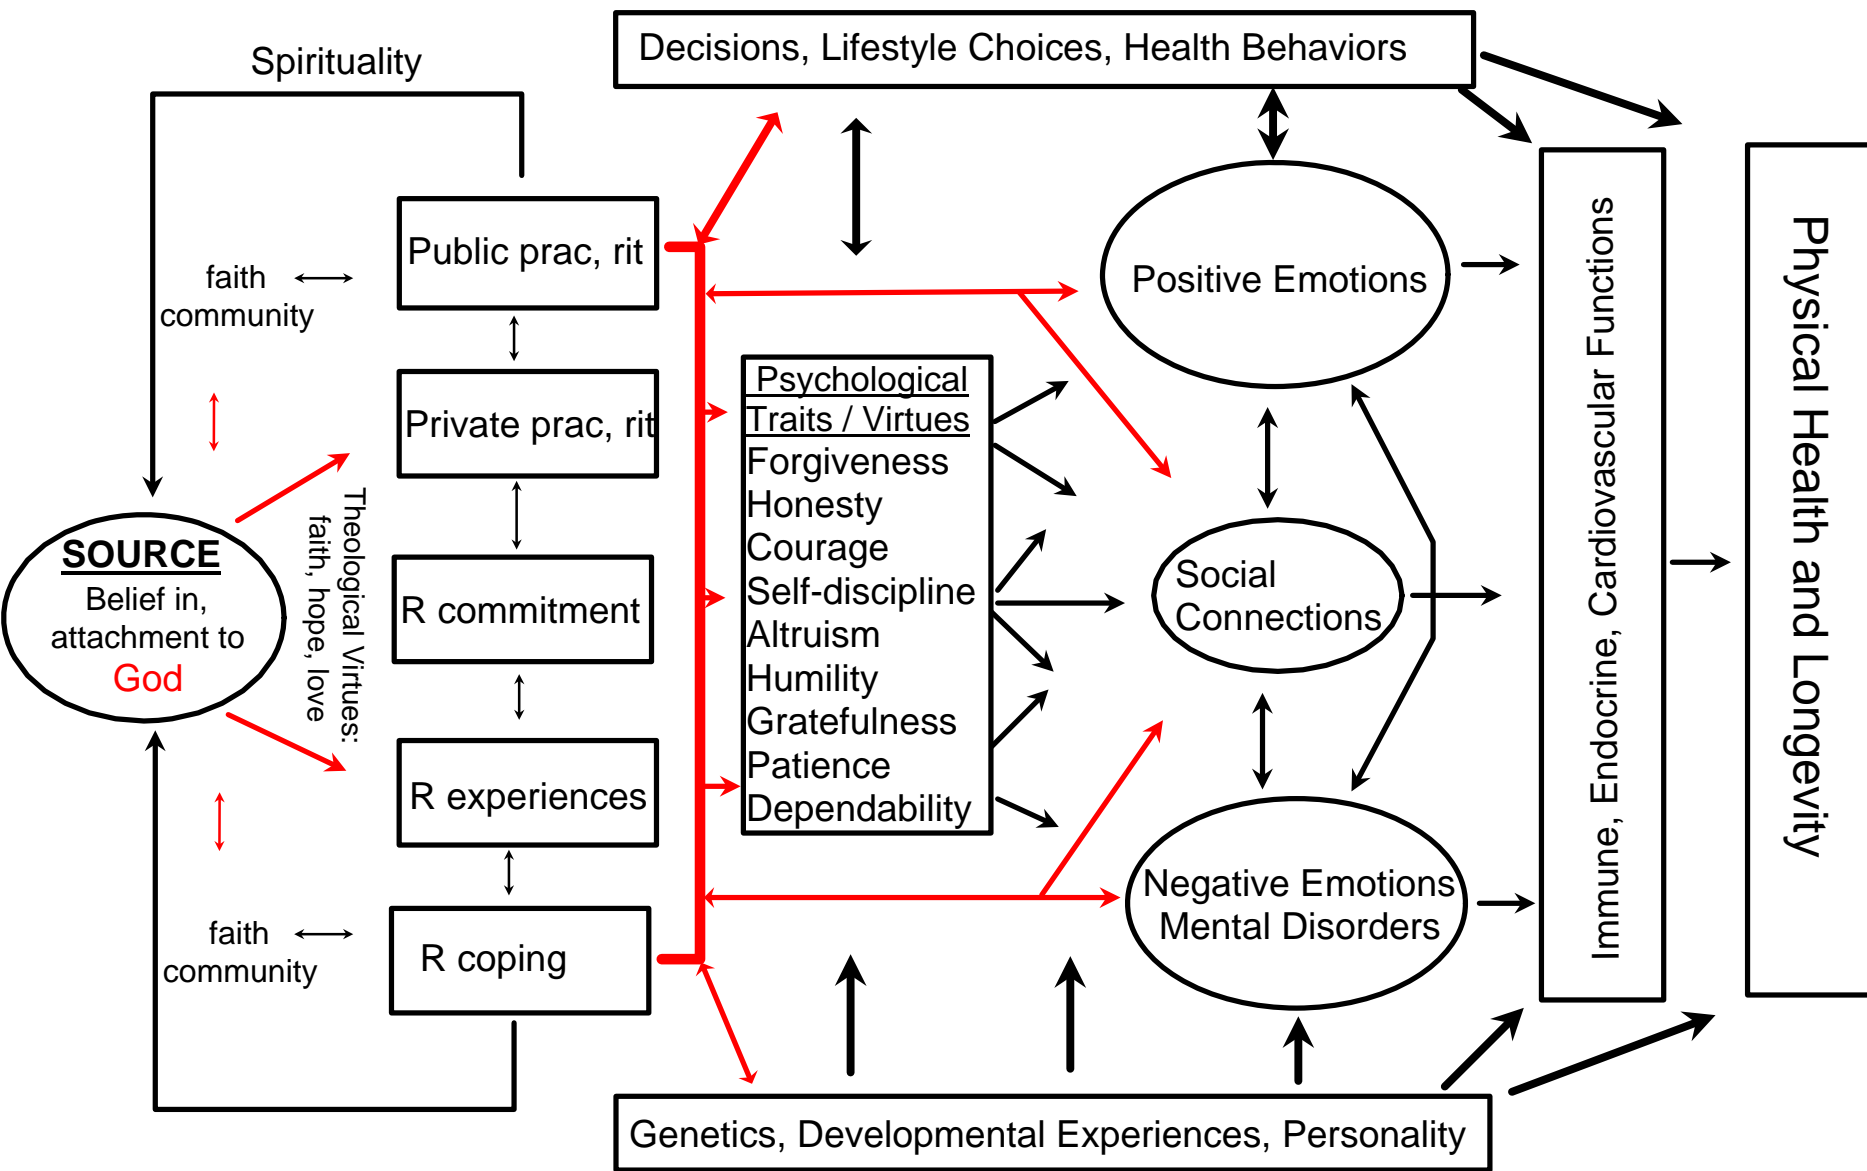 Spirituality
Decisions, Lifestyle Choices, Health Behaviors
Public prac, rit
faith
community
Private prac, rit
Theological Virtues:
faith, hope, love
SOURCE
Belief in,
attachment to
God
R commitment
R experiences
faith
community
R coping
Psychological
Traits / Virtues
Forgiveness
Honesty
Courage
Self-discipline
Altruism
Humility
Gratefulness
Patience
Dependability
Positive Emotions
Social
Connections
Negative Emotions
Mental Disorders
Immune, Endocrine, Cardiovascular Functions
Physical Health and Longevity
Genetics, Developmental Experiences, Personality